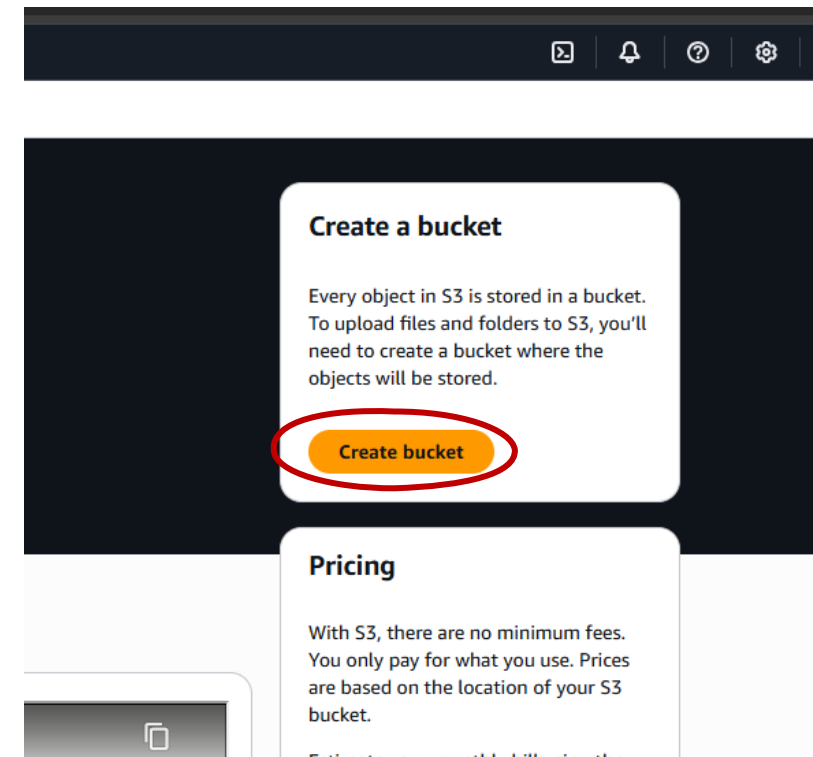 Create a bucket
Every object in S3 is stored in a bucket.
To upload files and folders to S3, you'll
need to create a bucket where the
objects will be stored.
Create bucket
Pricing
With S3, there are no minimum fees.
You only pay for what you use. Prices
are based on the location of your S3
bucket.